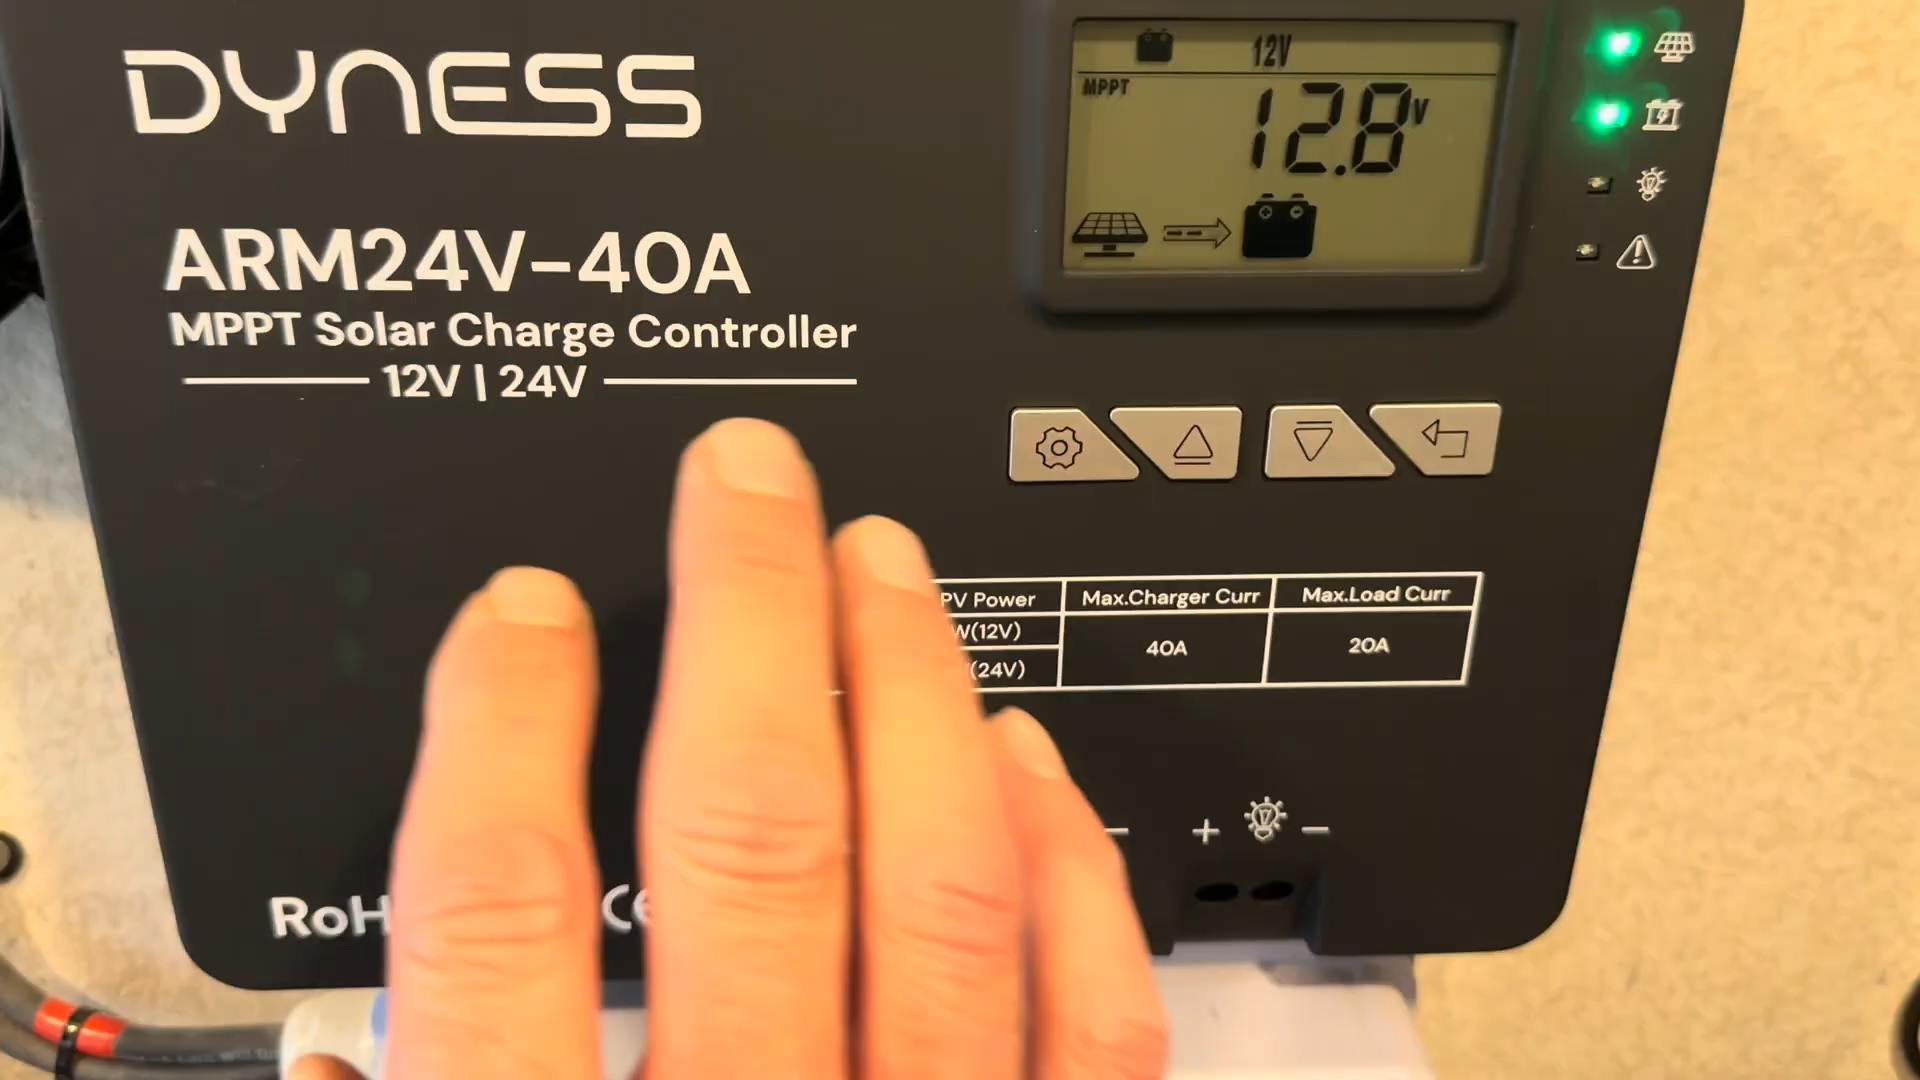 DYNESS
ARM24V-40A
MPPT Solar Charge Controller
12V | 24V
12V
MPPT
12.8V
PV Power
Max.Charger Curr
Max.Load Curr
W(12V)
(24V)
40A
20A
− + −
RoH
CE